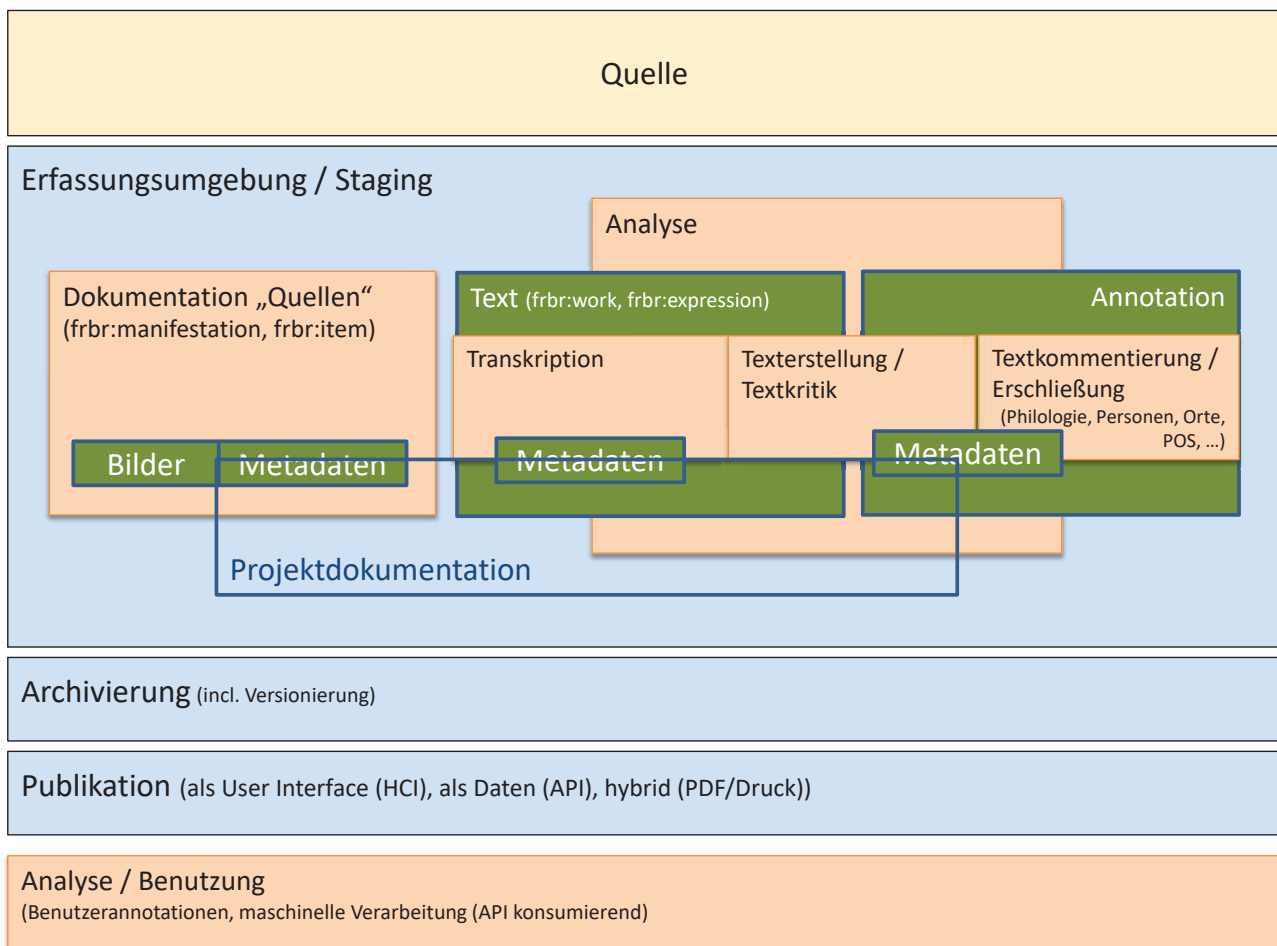 Quelle
Erfassungsumgebung / Staging
Analyse
Dokumentation „Quellen“
(frbr:manifestation, frbr:item)
Text (frbr:work, frbr:expression)
Annotation
Transkription
Texterstellung /
Textkritik
Textkommentierung /
Erschließung
(Philologie, Personen, Orte,
POS, …)
Bilder
Metadaten
Metadaten
Metadaten
Projektdokumentation
Archivierung (incl. Versionierung)
Publikation (als User Interface (HCI), als Daten (API), hybrid (PDF/Druck))
Analyse / Benutzung
(Benutzerannotationen, maschinelle Verarbeitung (API konsumierend)